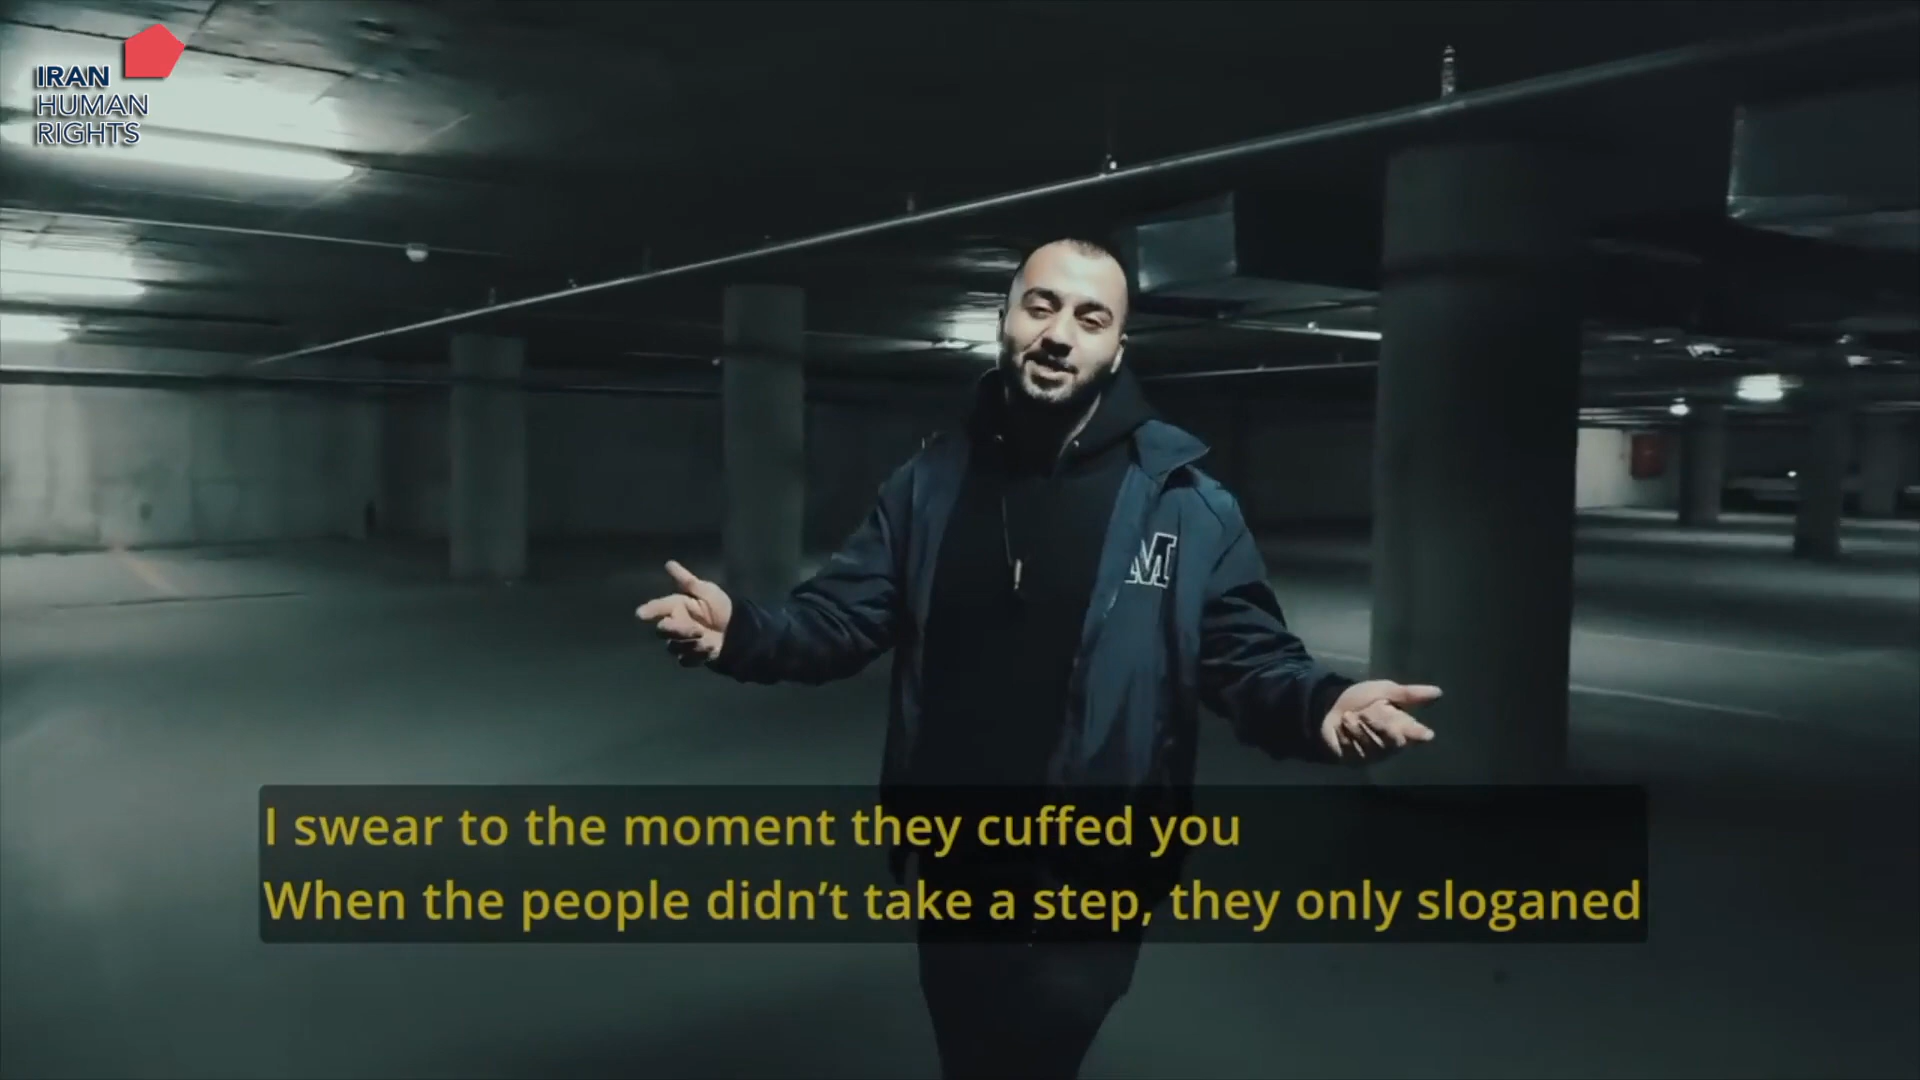 IRAN
HUMAN
RIGHTS
M
I swear to the moment they cuffed you
When the people didn't take a step, they only sloganed